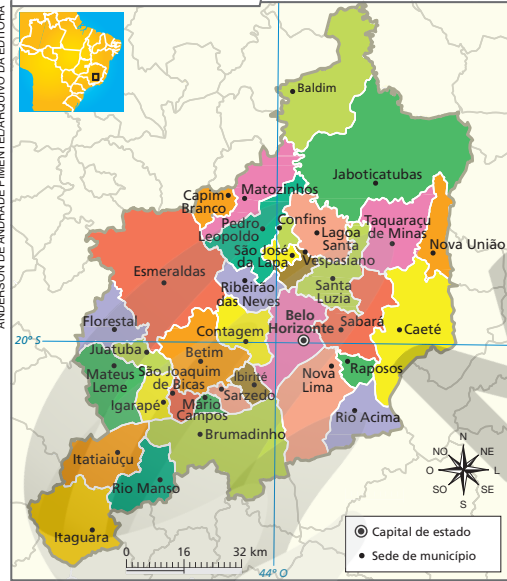 ANDERSON DE ANDRADE PIMENTEL/ARQUIVO DA EDITORA
Baldim
Jaboticatubas
Capim
Branco
Matozinhos
Pedro
Leopoldo
Confins
Lagoa
Santa
Taquaraçu
de Minas
Nova União
São José
da Lapa
Vespasiano
Esmeraldas
Ribeirão
das Neves
Santa
Luzia
Florestal
Contagem
Belo
Horizonte
Sabará
Caeté
20° S
Juatuba
Betim
Mateus
Leme
São Joaquim
de Bicas
Ibirité
Nova
Lima
Raposos
Igarapé
Mário
Campos
Sarzedo
Rio Acima
Brumadinho
Itatiaiuçu
Rio Manso
Itaguara
N
NO
NE
O
L
SO
SE
S
Capital de estado
Sede de município
0 16 32 km
44° O